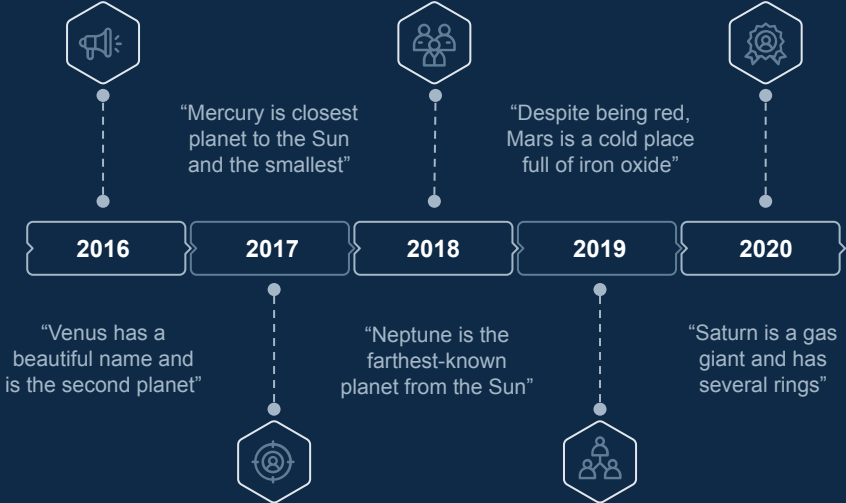 “Mercury is closest
planet to the Sun
and the smallest”
“Despite being red,
Mars is a cold place
full of iron oxide”
2016
2017
2018
2019
2020
“Venus has a
beautiful name and
is the second planet”
“Neptune is the
farthest-known
planet from the Sun”
“Saturn is a gas
giant and has
several rings”